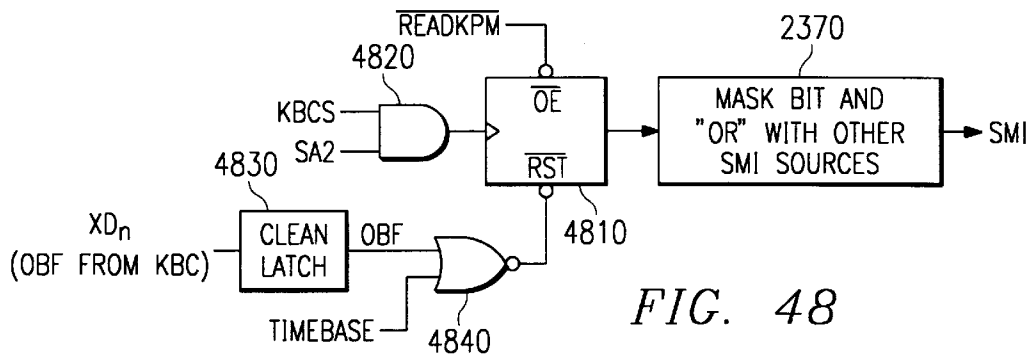 READKPM
4820
2370
KBCS
SA2
OE
RST
MASK BIT AND
"OR" WITH OTHER
SMI SOURCES
SMI
4830
4810
XDn
(OBF FROM KBC)
CLEAN
LATCH
OBF
TIMEBASE
4840
FIG. 48